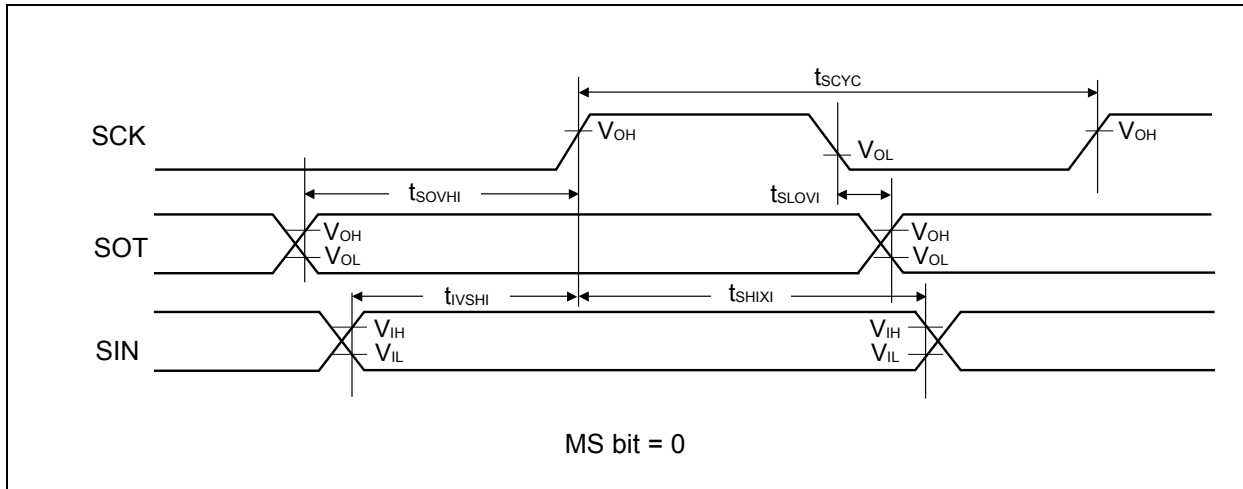 tSCYC
SCK
VOH
VOL
VOH
tSOVHI
tSLOVI
SOT
VOH
VOL
VOH
VOL
tIVSHI
tSHIXI
SIN
VIH
VIL
VIH
VIL
MS bit = 0